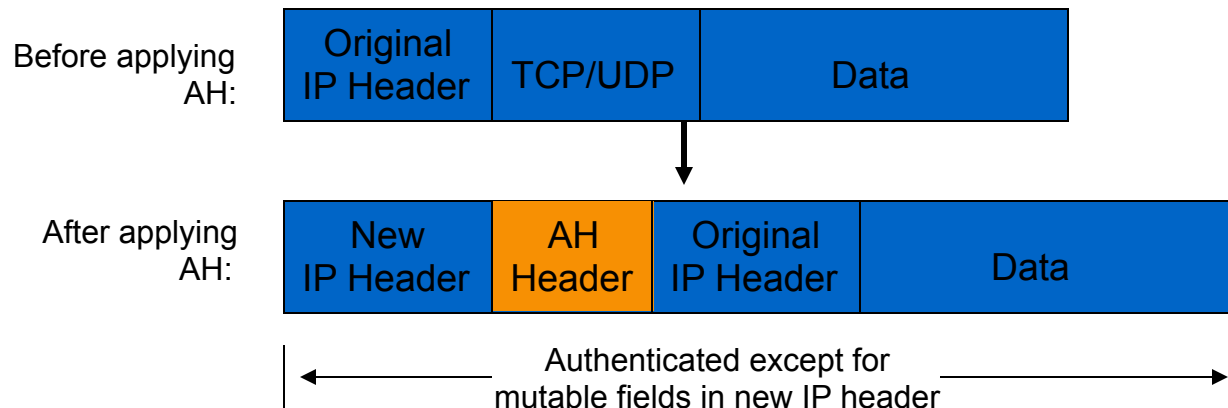 Before applying
AH:
Original
IP Header
TCP/UDP
Data
After applying
AH:
New
IP Header
AH
Header
Original
IP Header
Data
Authenticated except for
mutable fields in new IP header